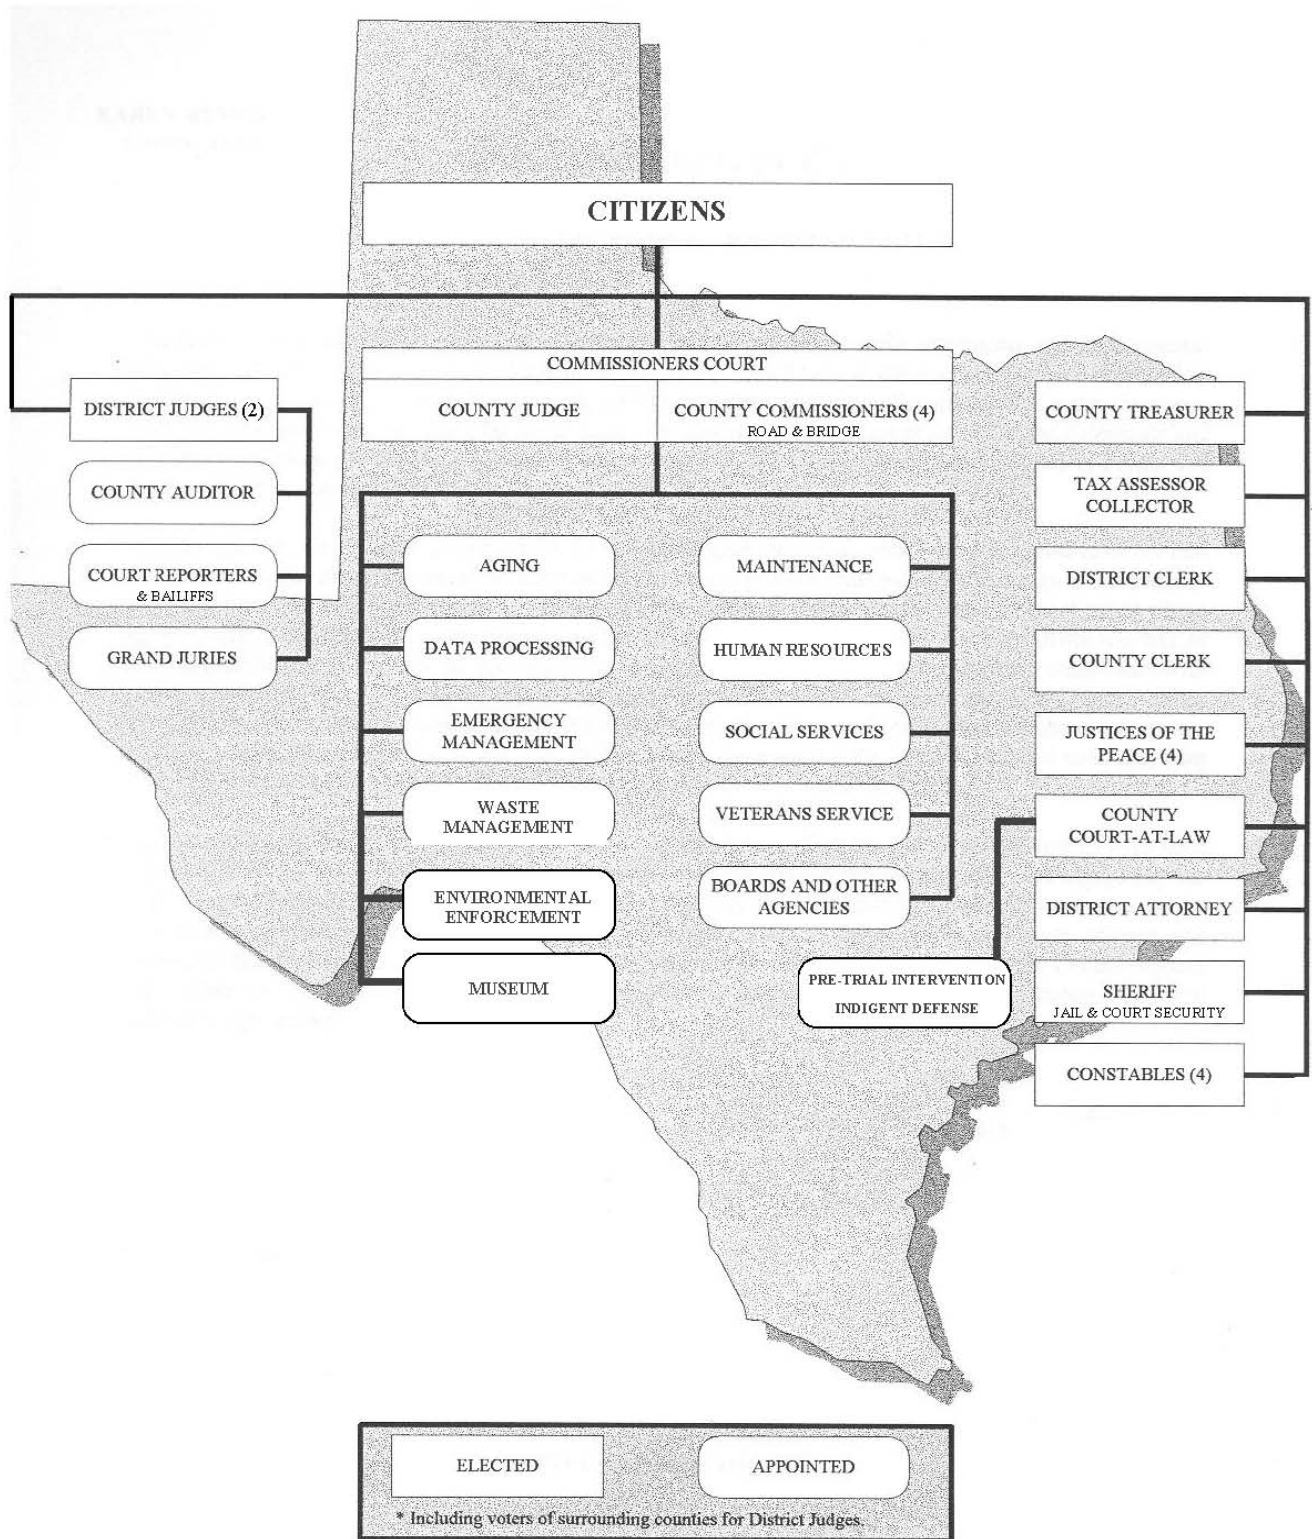 CITIZENS
COMMISSIONERS COURT
COUNTY JUDGE
COUNTY COMMISSIONERS (4)
ROAD & BRIDGE
DISTRICT JUDGES (2)
COUNTY AUDITOR
COURT REPORTERS
& BAILIFFS
GRAND JURIES
AGING
DATA PROCESSING
EMERGENCY
MANAGEMENT
WASTE
MANAGEMENT
ENVIRONMENTAL
ENFORCEMENT
MUSEUM
MAINTENANCE
HUMAN RESOURCES
SOCIAL SERVICES
VETERANS SERVICE
BOARDS AND OTHER
AGENCIES
PRE-TRIAL INTERVENTION
INDIGENT DEFENSE
COUNTY TREASURER
TAX ASSESSOR
COLLECTOR
DISTRICT CLERK
COUNTY CLERK
JUSTICES OF THE
PEACE (4)
COUNTY
COURT-AT-LAW
DISTRICT ATTORNEY
SHERIFF
JAIL & COURT SECURITY
CONSTABLES (4)
ELECTED
APPOINTED
* Including voters of surrounding counties for District Judges.